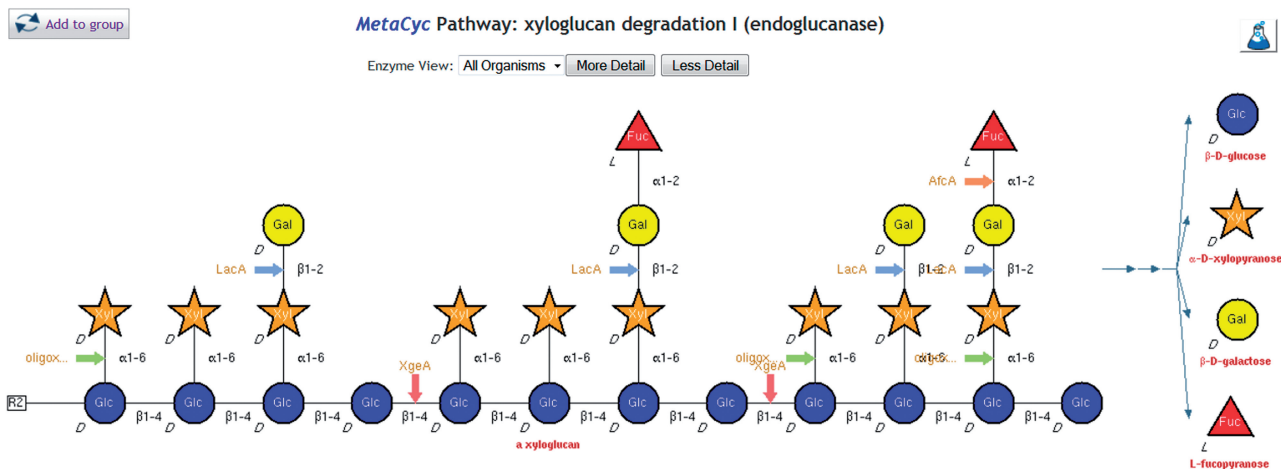 Add to group
MetaCyc Pathway: xyloglucan degradation I (endoglucanase)
Enzyme View: All Organisms More Detail Less Detail
Fuc Fuc Glc
L L D
β-D-glucose
α1-2 AfcA α1-2
Gal Gal Gal Gal Xyl
D D D D D
LacA β1-2 LacA β1-2 LacA β1-2 LacA β1-2 α-D-xylopyranose
Xyl Xyl Xyl Xyl Xyl Xyl Xyl Xyl Xyl Gal
D D D D D D D D D D
oligox... α1-6 α1-6 α1-6 α1-6 α1-6 α1-6 oligox... α1-6 α1-6 oligox... α1-6 β-D-galactose
XgeA XgeA
R2 Glc Glc Glc Glc Glc Glc Glc Glc Glc Glc Glc Glc Fuc
β1-4 β1-4 β1-4 β1-4 β1-4 β1-4 β1-4 β1-4 β1-4 β1-4 β1-4
D D D D D D D D D D D D L
a xyloglucan L-fucopyranose